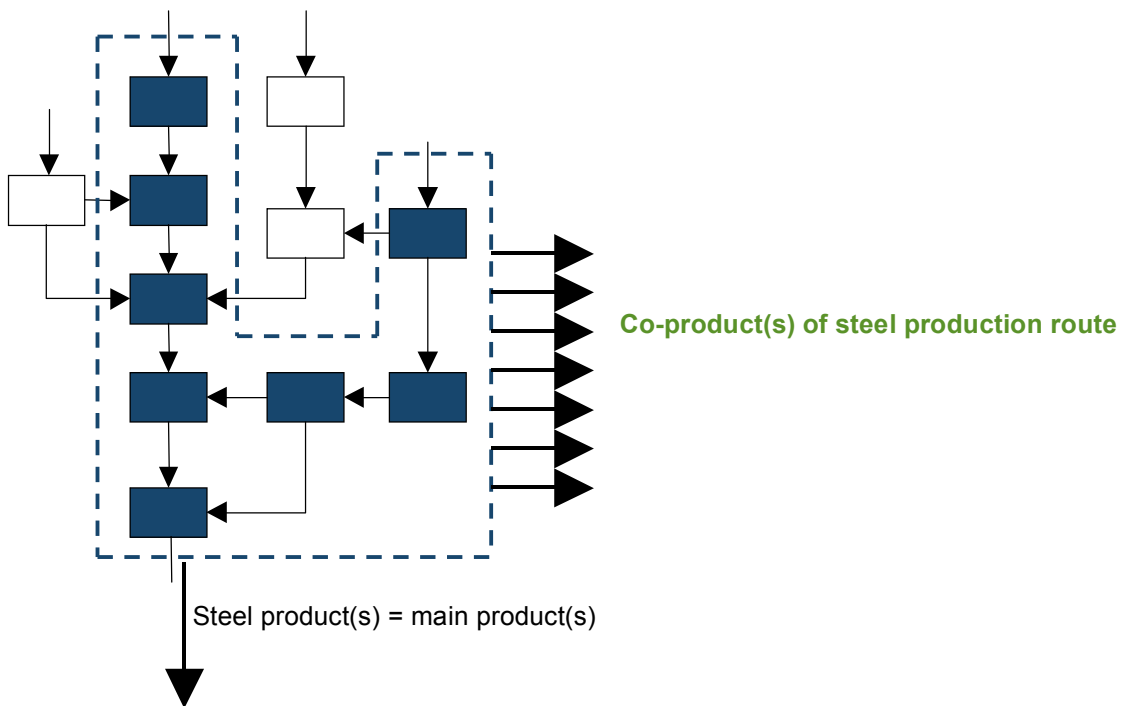 Co-product(s) of steel production route
Steel product(s) = main product(s)